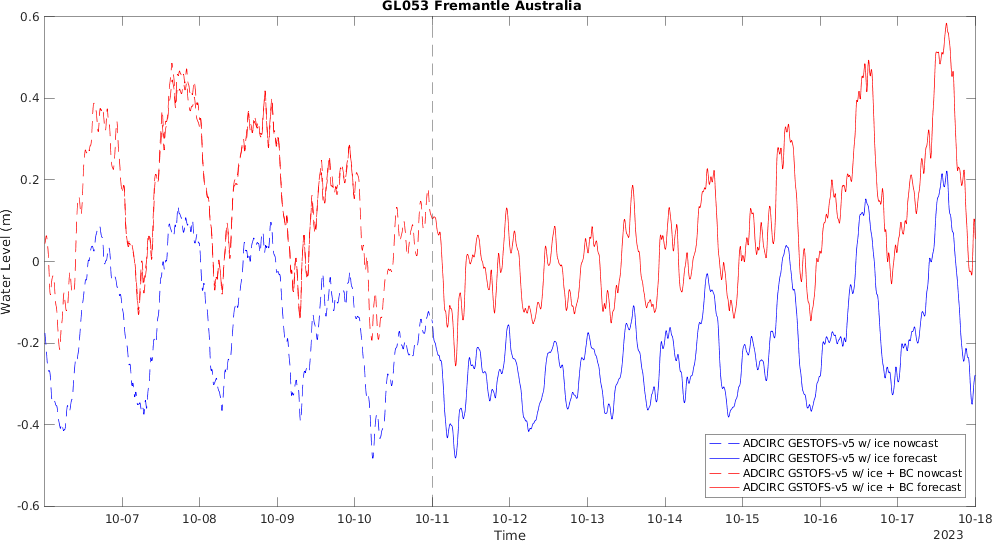 GL053 Fremantle Australia
Water Level (m)
0.6
0.4
0.2
0
-0.2
-0.4
-0.6
10-07 10-08 10-09 10-10 10-11 10-12 10-13 10-14 10-15 10-16 10-17 10-18
Time
2023
ADCIRC GESTOFS-v5 w/ ice nowcast
ADCIRC GESTOFS-v5 w/ ice forecast
ADCIRC GSTOFS-v5 w/ ice + BC nowcast
ADCIRC GSTOFS-v5 w/ ice + BC forecast